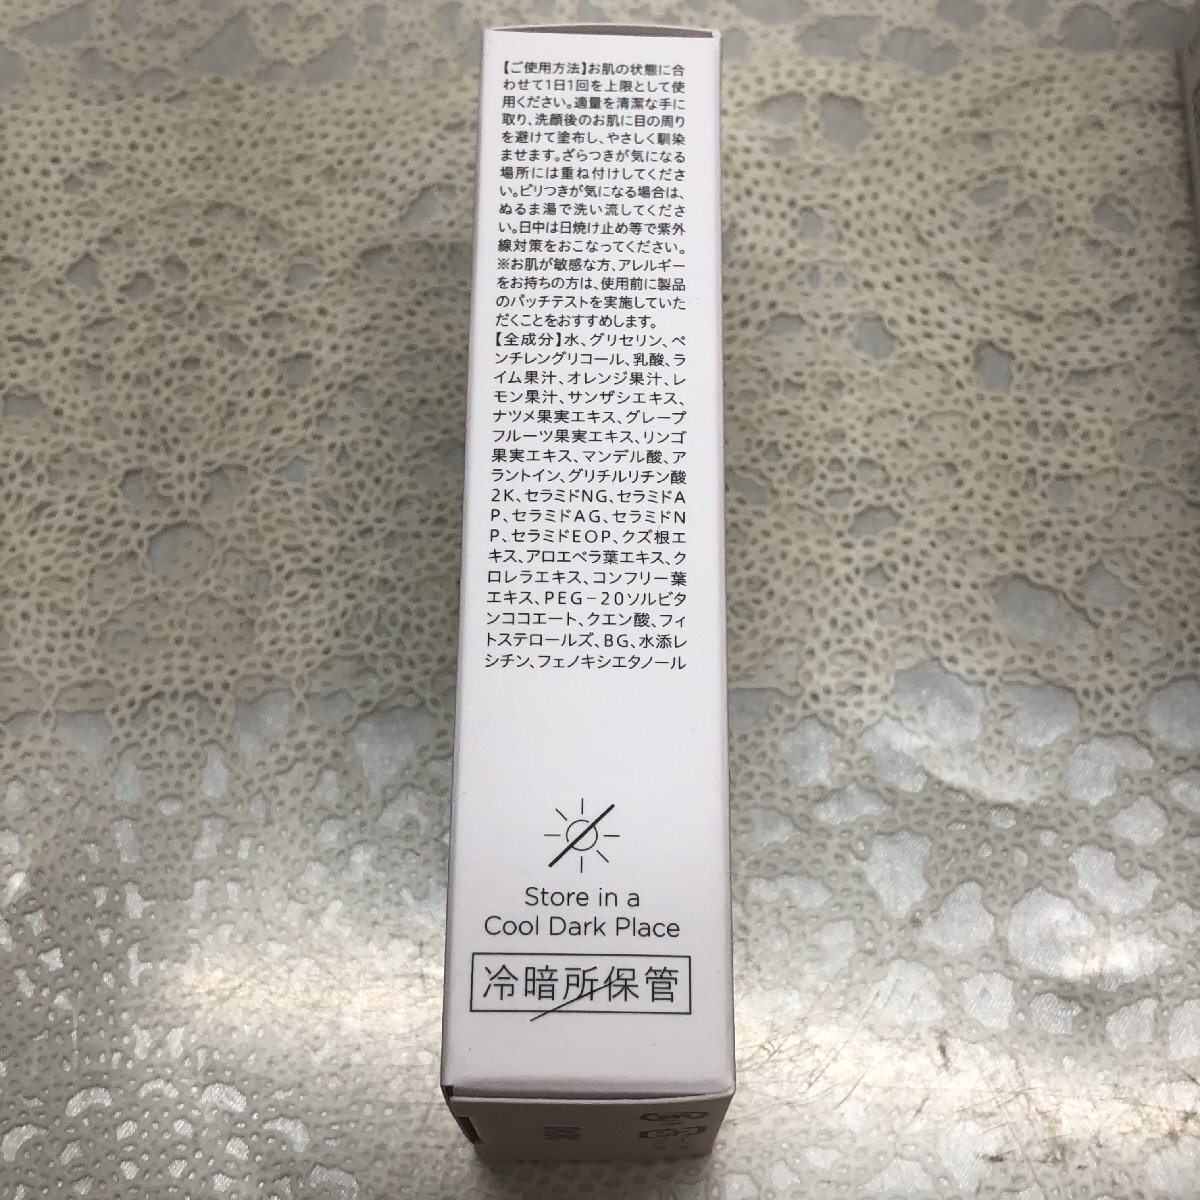 【ご使用方法】お肌の状態に合
わせて1日1回を上限として使
用ください。適量を清潔な手に
取り、洗顔後のお肌に目の周り
を避けて塗布し、やさしく馴染
ませます。ざらつきが気になる
場所には重ね付けしてくださ
い。ピリつきが気になる場合は、
ぬるま湯で洗い流してくださ
い。日中は日焼け止め等で紫外
線対策をおこなってください。
※お肌が敏感な方、アレルギー
をお持ちの方は、使用前に製品
のパッチテストを実施していた
だくことをおすすめします。
【全成分】水、グリセリン、ペ
ンチレングリコール、乳酸、ラ
イム果汁、オレンジ果汁、レ
モン果汁、サンザシエキス、
ナツメ果実エキス、グレープ
フルーツ果実エキス、リンゴ
果実エキス、マンデル酸、ア
ラントイン、グリチルリチン酸
2K、セラミドNG、セラミドA
P、セラミドAG、セラミドN
P、セラミドEOP、クズ根エ
キス、アロエベラ葉エキス、ク
ロレラエキス、コンフリー葉
エキス、PEG-20ソルビタ
ンココエート、クエン酸、フィ
トステロールズ、BG、水添レ
シチン、フェノキシエタノール
Store in a
Cool Dark Place
冷暗所保管